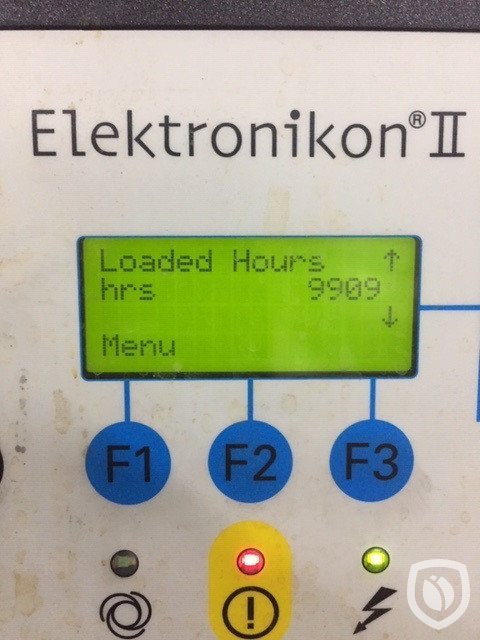 Elektronikon® II
Loaded Hours ↑
hrs 9909
↓
Menu
F1 F2 F3